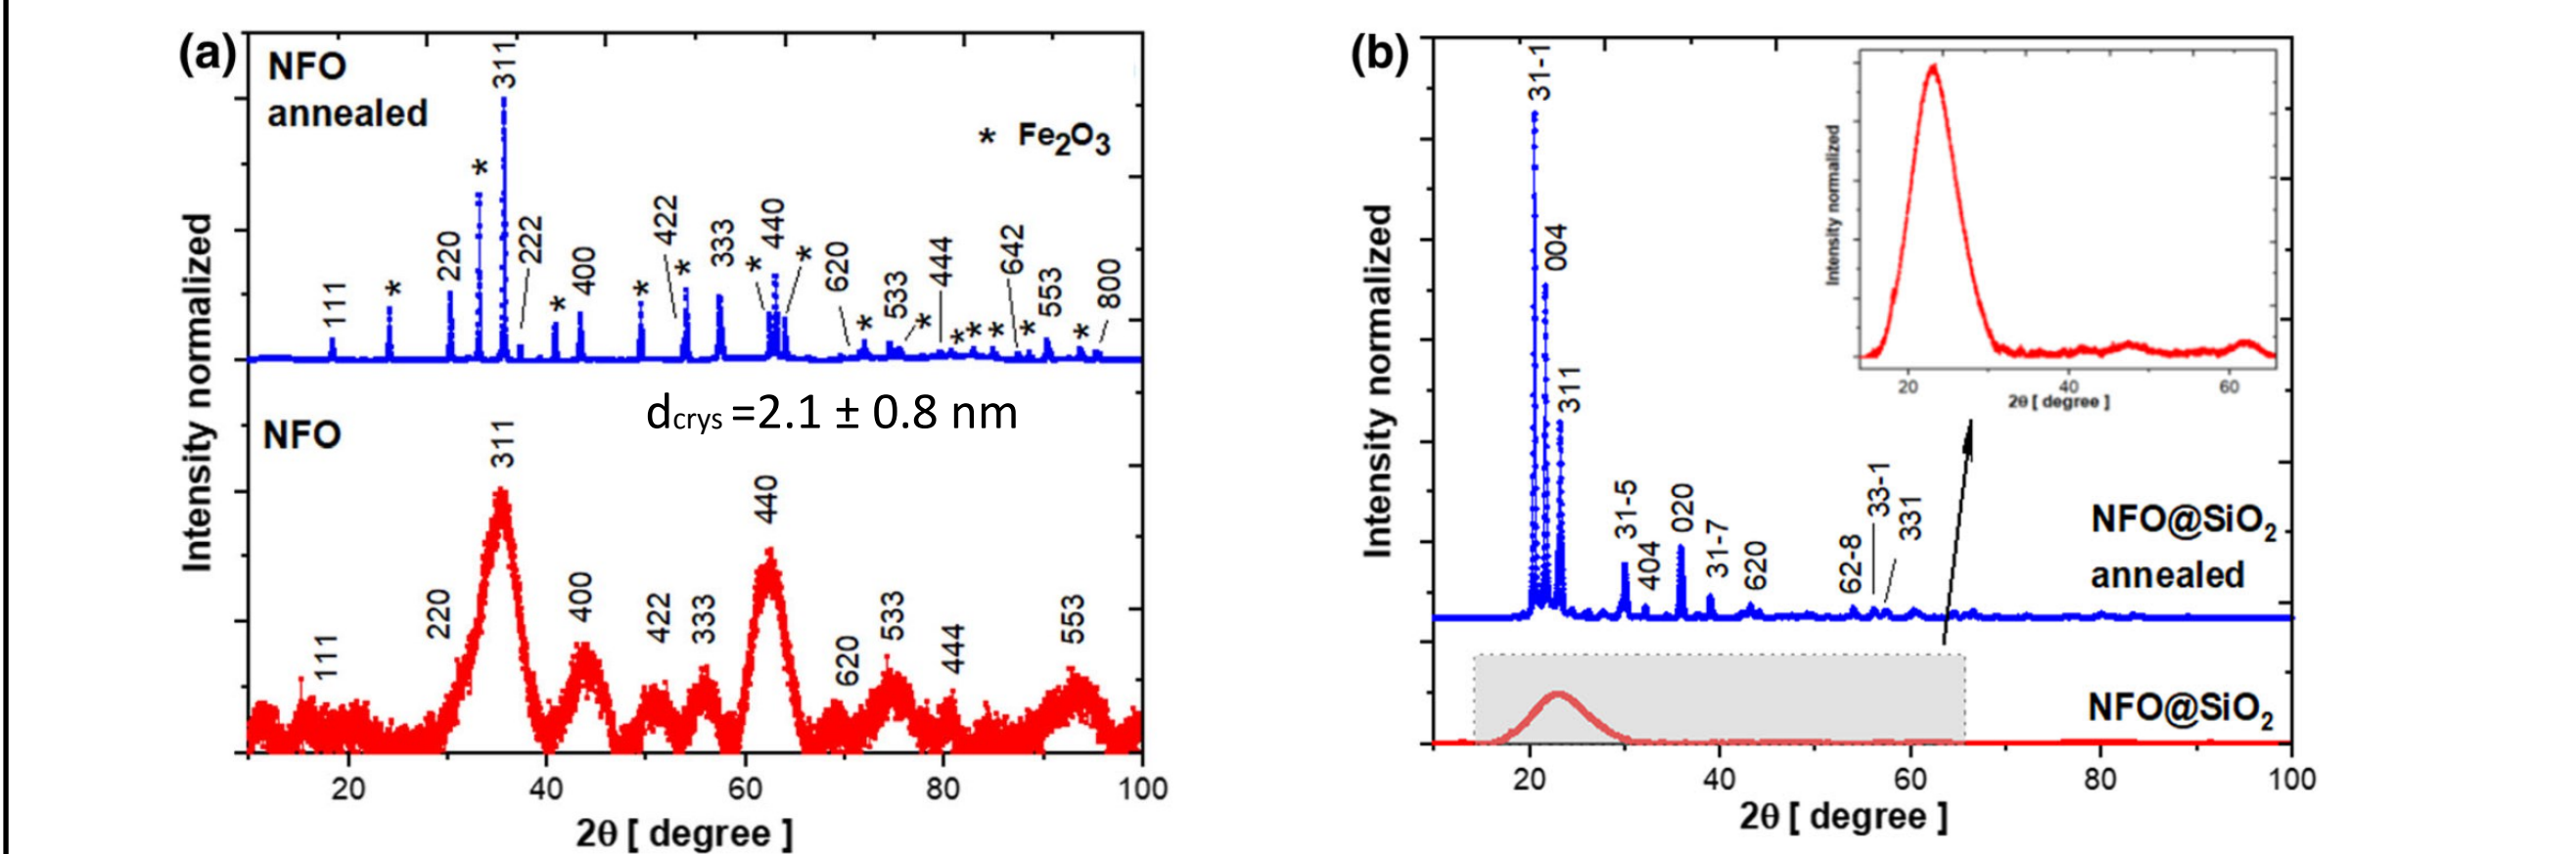 (a)
NFO
annealed
311
* Fe₂O₃
*
111
*
220
222
*
400
*
422
*
333
*
440
*
620
*
533
*
444
*
*
*
642
*
553
*
800
Intensity normalized
dcrys =2.1 ± 0.8 nm
NFO
111
220
311
400
422
333
440
620
533
444
553
20 40 60 80 100
2θ [ degree ]
(b)
31-1
004
311
31-5
404
020
31-7
620
62-8
33-1
331
Intensity normalized
Intensity normalized
20 40 60
2θ [ degree ]
NFO@SiO₂
annealed
NFO@SiO₂
20 40 60 80 100
2θ [ degree ]